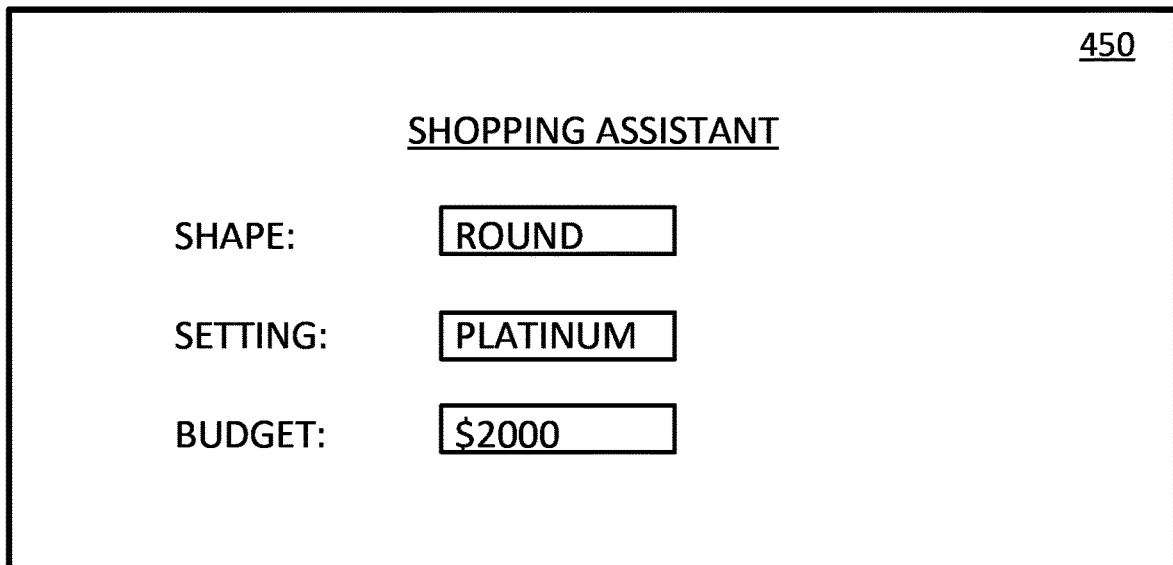 450
SHOPPING ASSISTANT
SHAPE: ROUND
SETTING: PLATINUM
BUDGET: $2000